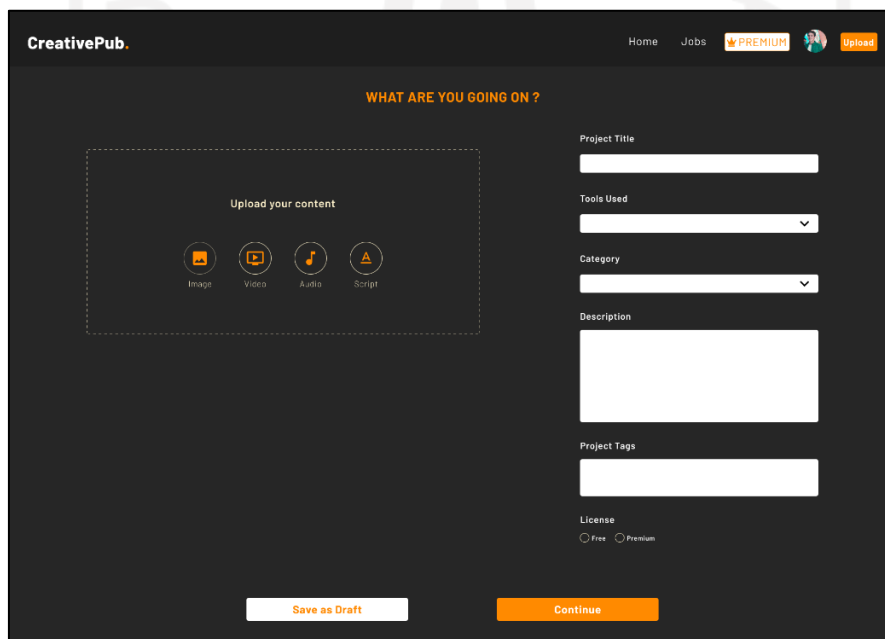 CreativePub.
Home Jobs PREMIUM Upload
WHAT ARE YOU GOING ON ?
Upload your content
Image Video Audio Script
Project Title
Tools Used
Category
Description
Project Tags
License
Free Premium
Save as Draft
Continue